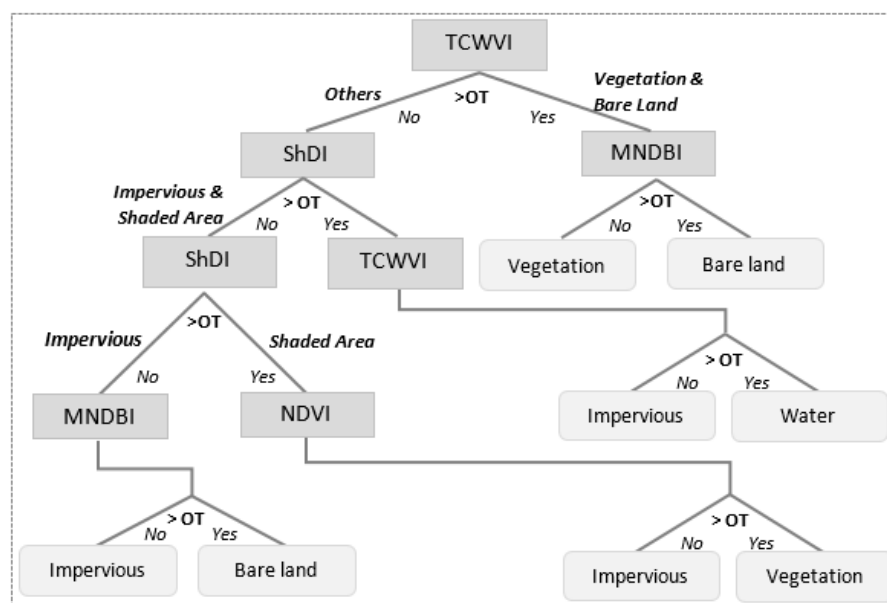 TCWVI
Others
>OT
Vegetation &
Bare Land
No
Yes
ShDI
MNDBI
Impervious &
Shaded Area
> OT
No
Yes
>OT
No
Yes
ShDI
TCWVI
Vegetation
Bare land
Impervious
>OT
Shaded Area
No
Yes
> OT
No
Yes
MNDBI
NDVI
Impervious
Water
> OT
No
Yes
> OT
No
Yes
Impervious
Bare land
Impervious
Vegetation